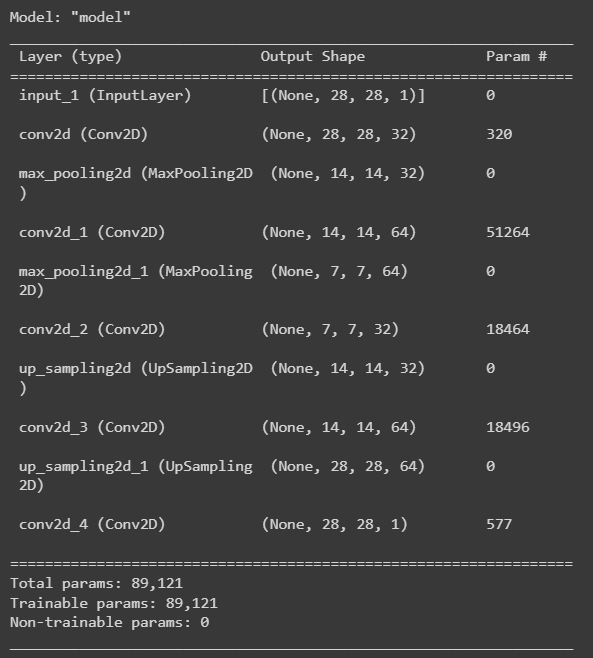 Model: "model"
Layer (type) Output Shape Param #
input_1 (InputLayer) [(None, 28, 28, 1)] 0
conv2d (Conv2D) (None, 28, 28, 32) 320
max_pooling2d (MaxPooling2D (None, 14, 14, 32) 0
)
conv2d_1 (Conv2D) (None, 14, 14, 64) 51264
max_pooling2d_1 (MaxPooling (None, 7, 7, 64) 0
2D)
conv2d_2 (Conv2D) (None, 7, 7, 32) 18464
up_sampling2d (UpSampling2D (None, 14, 14, 32) 0
)
conv2d_3 (Conv2D) (None, 14, 14, 64) 18496
up_sampling2d_1 (UpSampling (None, 28, 28, 64) 0
2D)
conv2d_4 (Conv2D) (None, 28, 28, 1) 577
Total params: 89,121
Trainable params: 89,121
Non-trainable params: 0